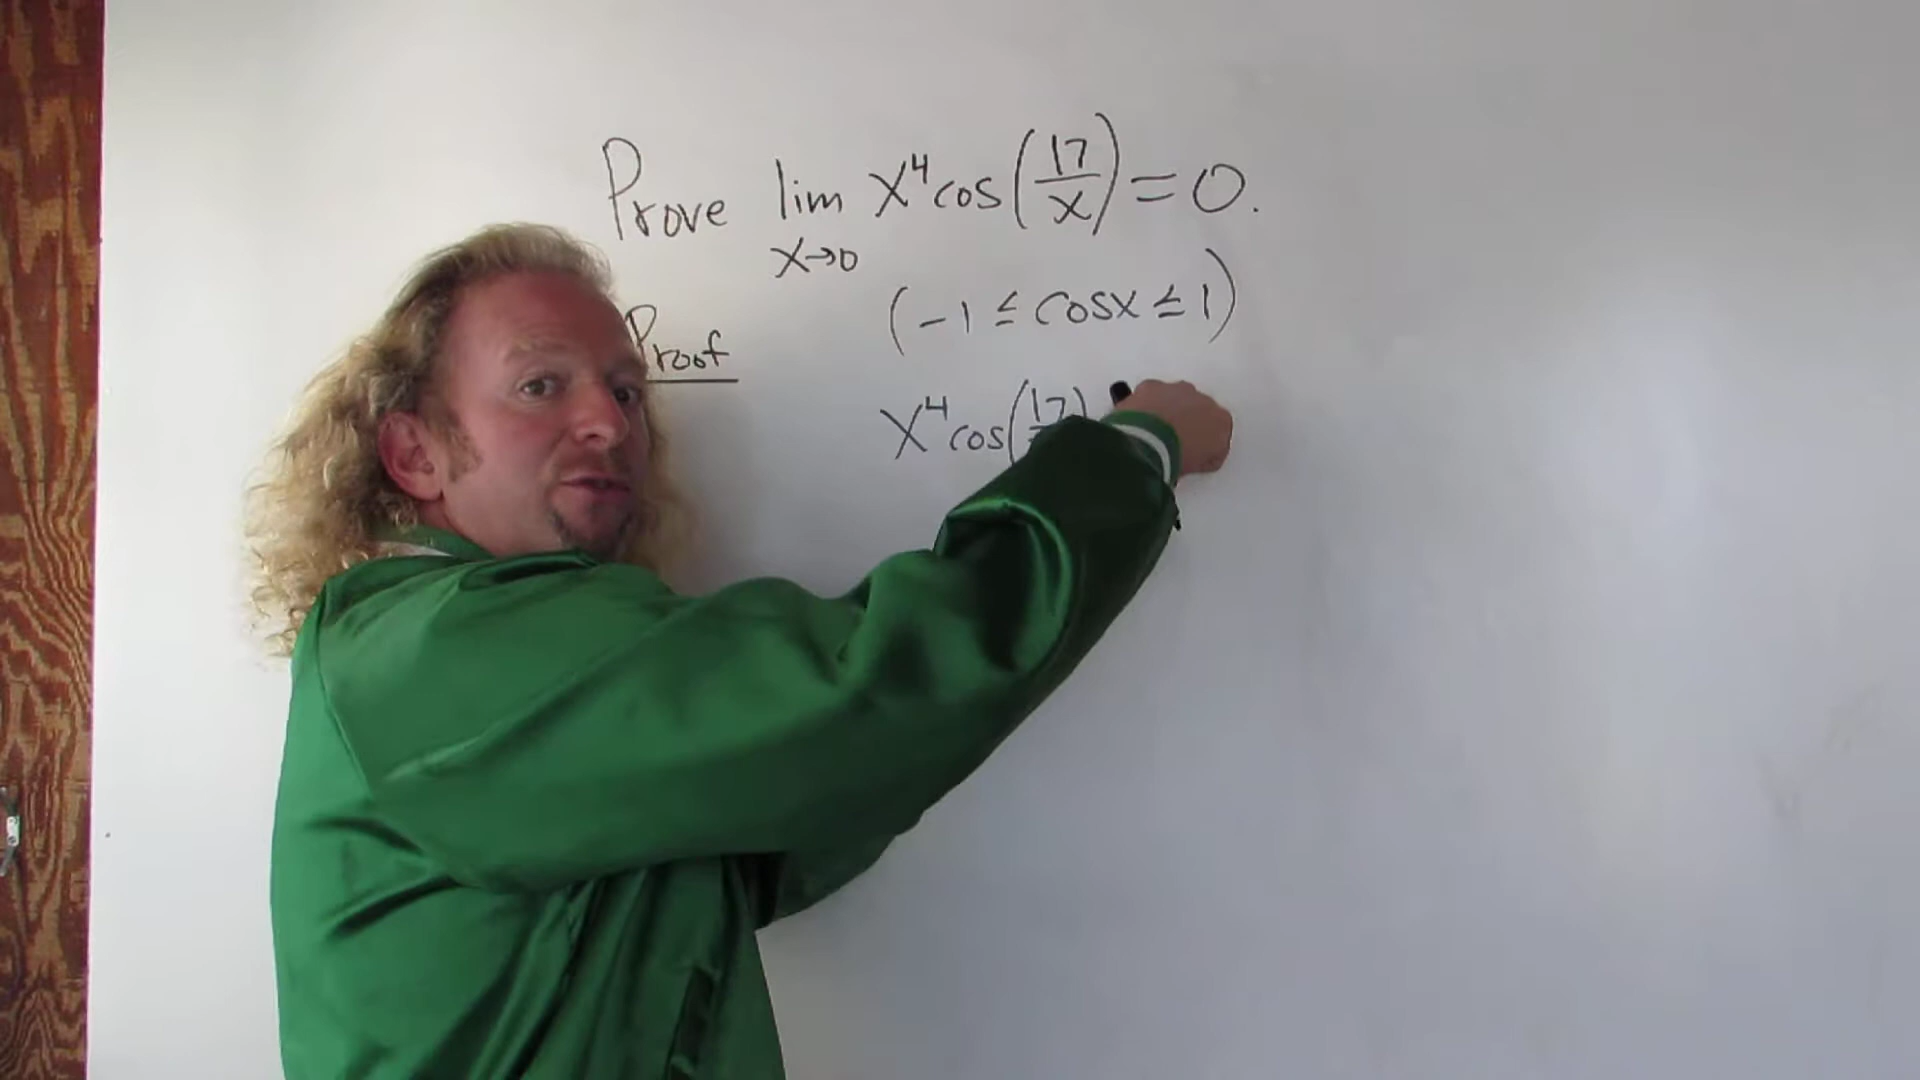 Prove lim x→0 x⁴cos(17/x) = 0.
(-1 ≤ cosx ≤ 1)
Proof
x⁴cos(17